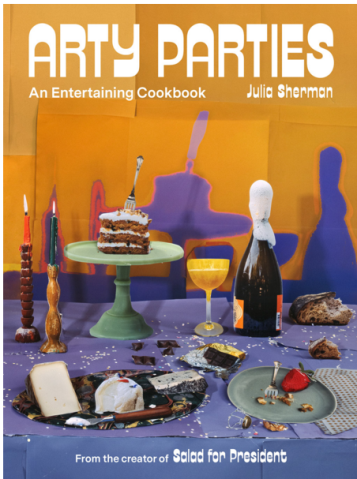 ARTY PARTIES
An Entertaining Cookbook
Julia Sherman
From the creator of Salad for President